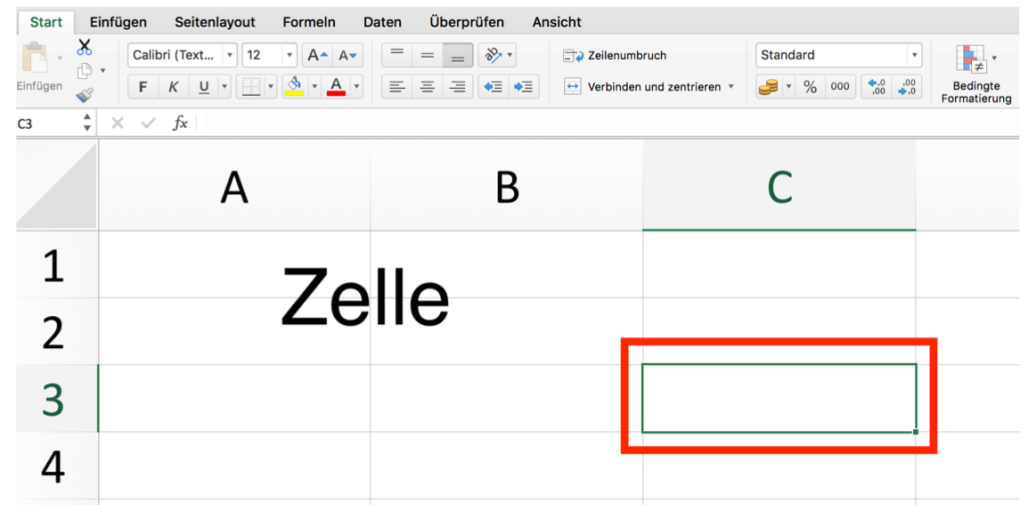 Start Einfügen Seitenlayout Formeln Daten Überprüfen Ansicht
Calibri (Text... 12 A A Zeilenumbruch Standard
Einfügen F K U A Verbinden und zentrieren % 000 ,0 ,00 ,00 ,0 Bedingte
Formatierung
C3 fx
A B C
1
Zelle
2
3
4